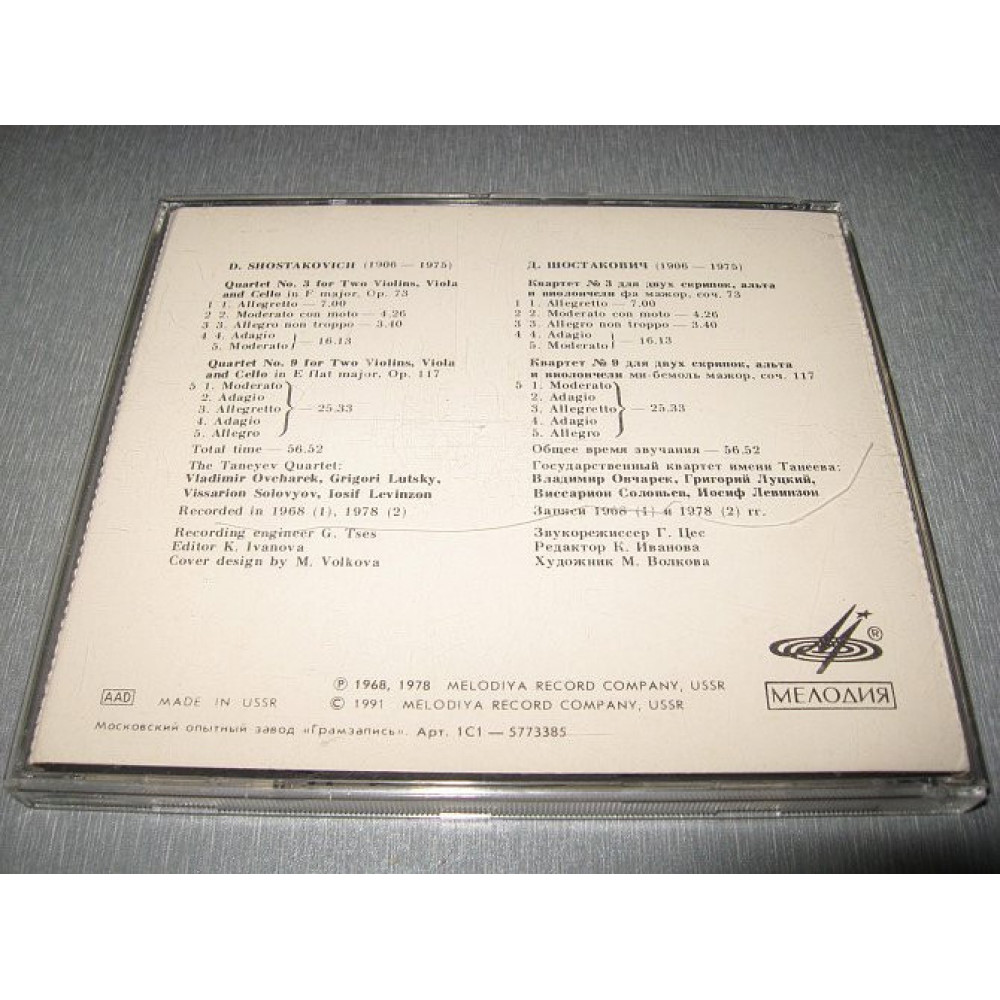 D. SHOSTAKOVICH (1906 — 1975)
Quartet No. 3 for Two Violins, Viola
and Cello in F major, Op. 73
1 1. Allegretto — 7.00
2 2. Moderato con moto — 4.26
3 3. Allegro non troppo — 3.40
4 4. Adagio
5. Moderato — 16.13
Quartet No. 9 for Two Violins, Viola
and Cello in E flat major, Op. 117
5 1. Moderato
2. Adagio
3. Allegretto — 25.33
4. Adagio
5. Allegro
Total time — 56.52
The Taneyev Quartet:
Vladimir Ovcharek, Grigori Lutsky,
Vissarion Solovyov, Iosif Levinzon
Recorded in 1968 (1), 1978 (2)
Recording engineer G. Tses
Editor K. Ivanova
Cover design by M. Volkova
Д. ШОСТАКОВИЧ (1906 — 1975)
Квартет № 3 для двух скрипок, альта
и виолончели фа мажор, соч. 73
1 1. Allegretto — 7.00
2 2. Moderato con moto — 4.26
3 3. Allegro non troppo — 3.40
4 4. Adagio
5. Moderato — 16.13
Квартет № 9 для двух скрипок, альта
и виолончели ми-бемоль мажор, соч. 117
5 1. Moderato
2. Adagio
3. Allegretto — 25.33
4. Adagio
5. Allegro
Общее время звучания — 56.52
Государственный квартет имени Танеева:
Владимир Овчарек, Григорий Луцкий,
Виссарион Соловьев, Иосиф Левинзон
Записи 1968 (1) и 1978 (2) гг.
Звукорежиссер Г. Цес
Редактор К. Иванова
Художник М. Волкова
®
МЕЛОДИЯ
AAD MADE IN USSR
℗ 1968, 1978 MELODIYA RECORD COMPANY, USSR
© 1991 MELODIYA RECORD COMPANY, USSR
Московский опытный завод «Грамзапись». Арт. 1С1 — 5773385